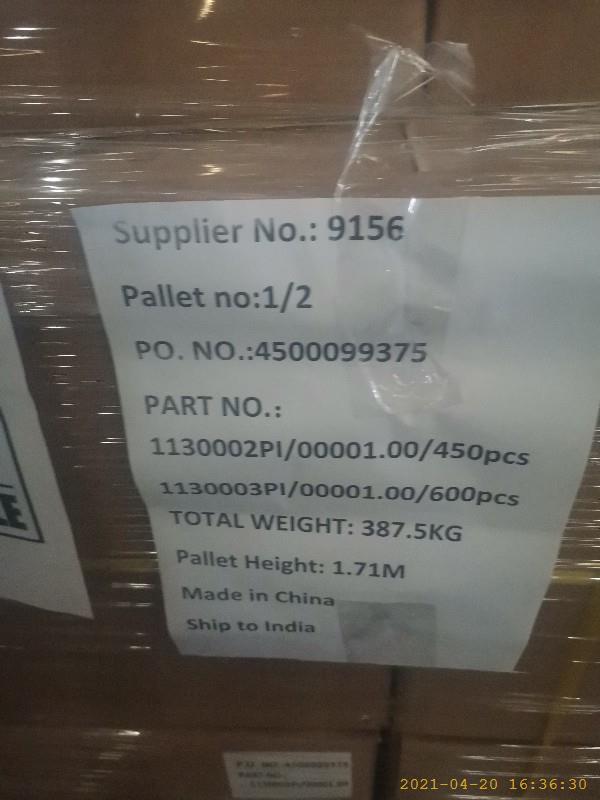 Supplier No.: 9156
Pallet no:1/2
PO. NO.:4500099375
PART NO.:
1130002PI/00001.00/450pcs
1130003PI/00001.00/600pcs
TOTAL WEIGHT: 387.5KG
Pallet Height: 1.71M
Made in China
Ship to India
2021-04-20 16:36:30